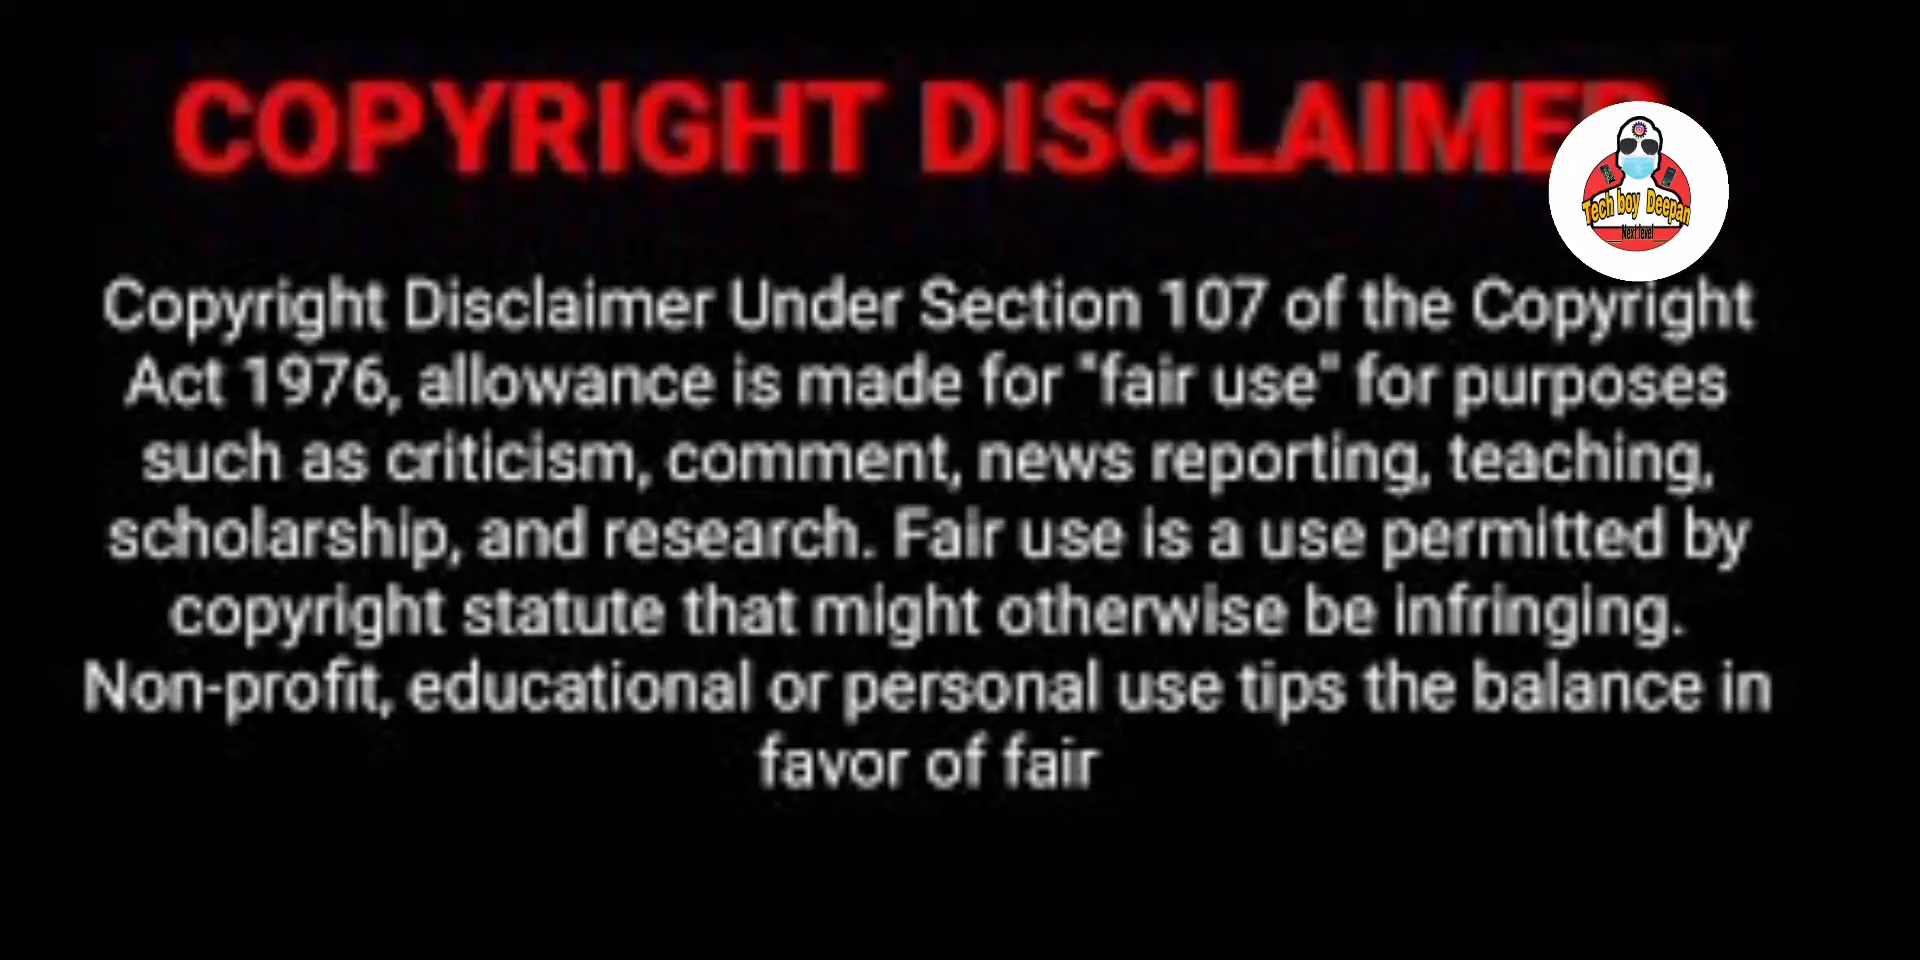 COPYRIGHT DISCLAIMER
Tech boy Deepan
Next level
Copyright Disclaimer Under Section 107 of the Copyright
Act 1976, allowance is made for "fair use" for purposes
such as criticism, comment, news reporting, teaching,
scholarship, and research. Fair use is a use permitted by
copyright statute that might otherwise be infringing.
Non-profit, educational or personal use tips the balance in
favor of fair